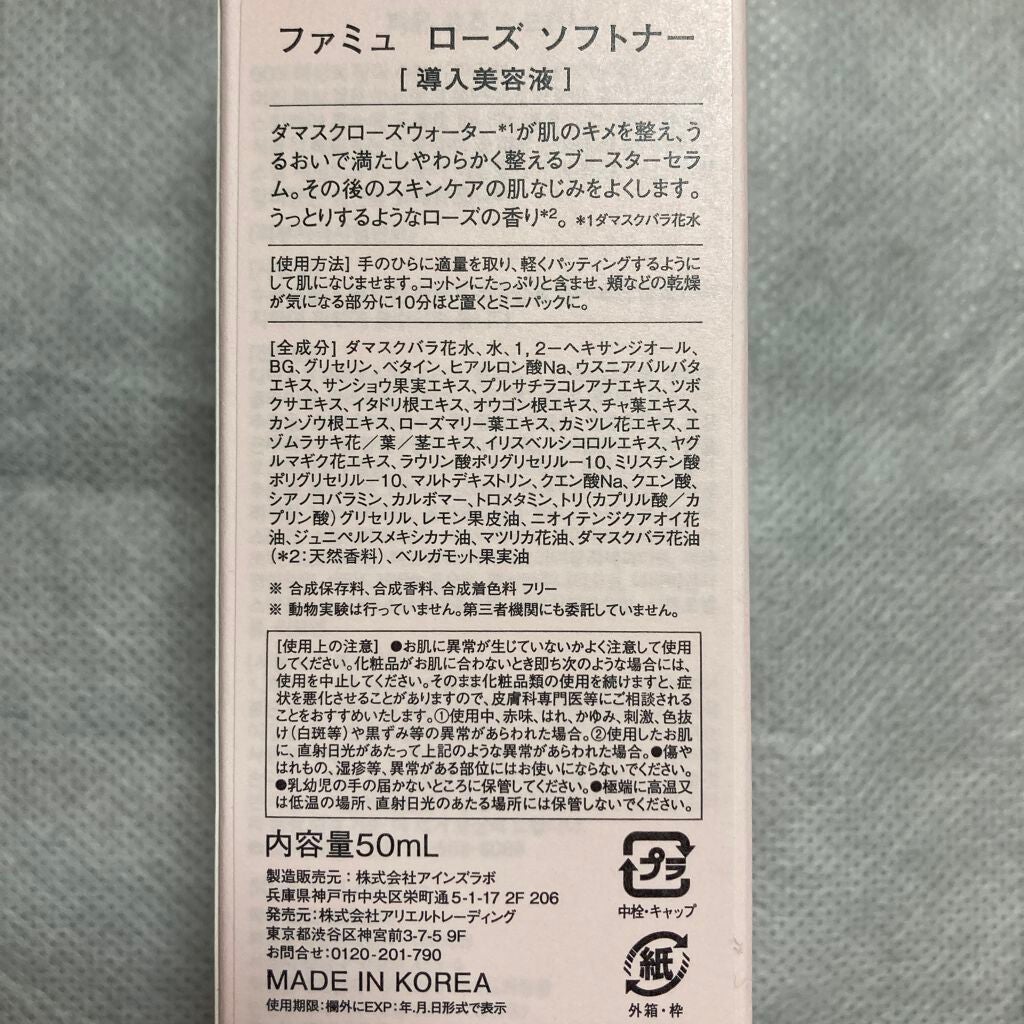 ファミュ ローズ ソフトナー
[ 導入美容液 ]
ダマスクローズウォーター*1が肌のキメを整え、う
るおいで満たしやわらかく整えるブースターセラ
ム。その後のスキンケアの肌なじみをよくします。
うっとりするようなローズの香り*2。 *1ダマスクバラ花水
[使用方法] 手のひらに適量を取り、軽くパッティングするように
して肌になじませます。コットンにたっぷりと含ませ、頬などの乾燥
が気になる部分に10分ほど置くとミニパックに。
[全成分] ダマスクバラ花水、水、1,2ーヘキサンジオール、
BG、グリセリン、ベタイン、ヒアルロン酸Na、ウスニアバルバタ
エキス、サンショウ果実エキス、プルサチラコレアナエキス、ツボ
クサエキス、イタドリ根エキス、オウゴン根エキス、チャ葉エキス、
カンゾウ根エキス、ローズマリー葉エキス、カミツレ花エキス、エ
ゾムラサキ花/葉/茎エキス、イリスベルシコロルエキス、ヤグ
ルマギク花エキス、ラウリン酸ポリグリセリルー10、ミリスチン酸
ポリグリセリルー10、マルトデキストリン、クエン酸Na、クエン酸、
シアノコバラミン、カルボマー、トロメタミン、トリ(カプリル酸/カ
プリン酸)グリセリル、レモン果皮油、ニオイテンジクアオイ花
油、ジュニペルスメキシカナ油、マツリカ花油、ダマスクバラ花油
(*2:天然香料)、ベルガモット果実油
※ 合成保存料、合成香料、合成着色料 フリー
※ 動物実験は行っていません。第三者機関にも委託していません。
[使用上の注意] ●お肌に異常が生じていないかよく注意して使用
してください。化粧品がお肌に合わないとき即ち次のような場合には、
使用を中止してください。そのまま化粧品類の使用を続けますと、症
状を悪化させることがありますので、皮膚科専門医等にご相談される
ことをおすすめいたします。①使用中、赤味、はれ、かゆみ、刺激、色抜
け(白斑等)や黒ずみ等の異常があらわれた場合。②使用したお肌
に、直射日光があたって上記のような異常があらわれた場合。●傷や
はれもの、湿疹等、異常がある部位にはお使いにならないでください。
●乳幼児の手の届かないところに保管してください。●極端に高温又
は低温の場所、直射日光のあたる場所には保管しないでください。
内容量50mL
製造販売元:株式会社アインズラボ
兵庫県神戸市中央区栄町通5-1-17 2F 206
発売元:株式会社アリエルトレーディング
東京都渋谷区神宮前3-7-5 9F
お問合せ:0120-201-790
MADE IN KOREA
使用期限:欄外にEXP:年.月.日形式で表示
プラ
中栓・キャップ
紙
外箱・枠